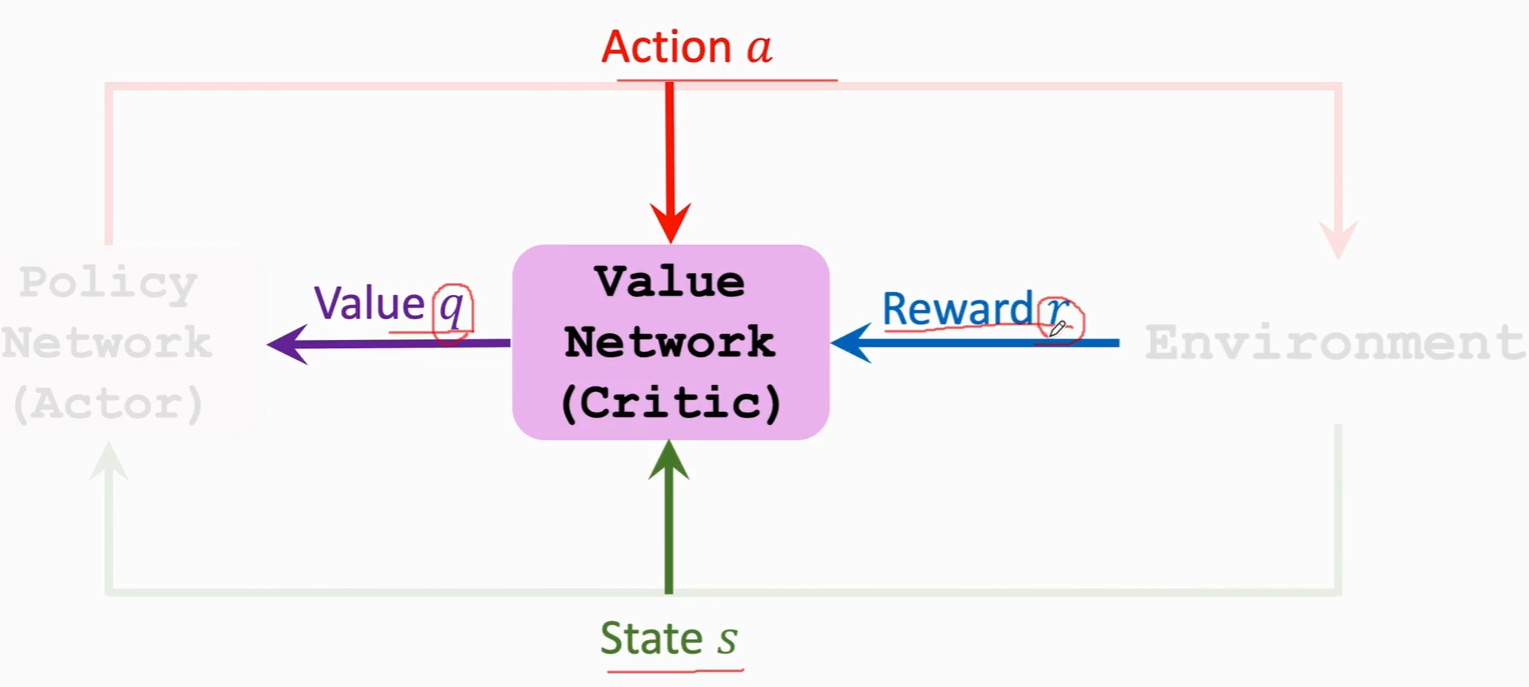 Action a
Policy
Network
(Actor)
Value q
Value
Network
(Critic)
Reward r
Environment
State s